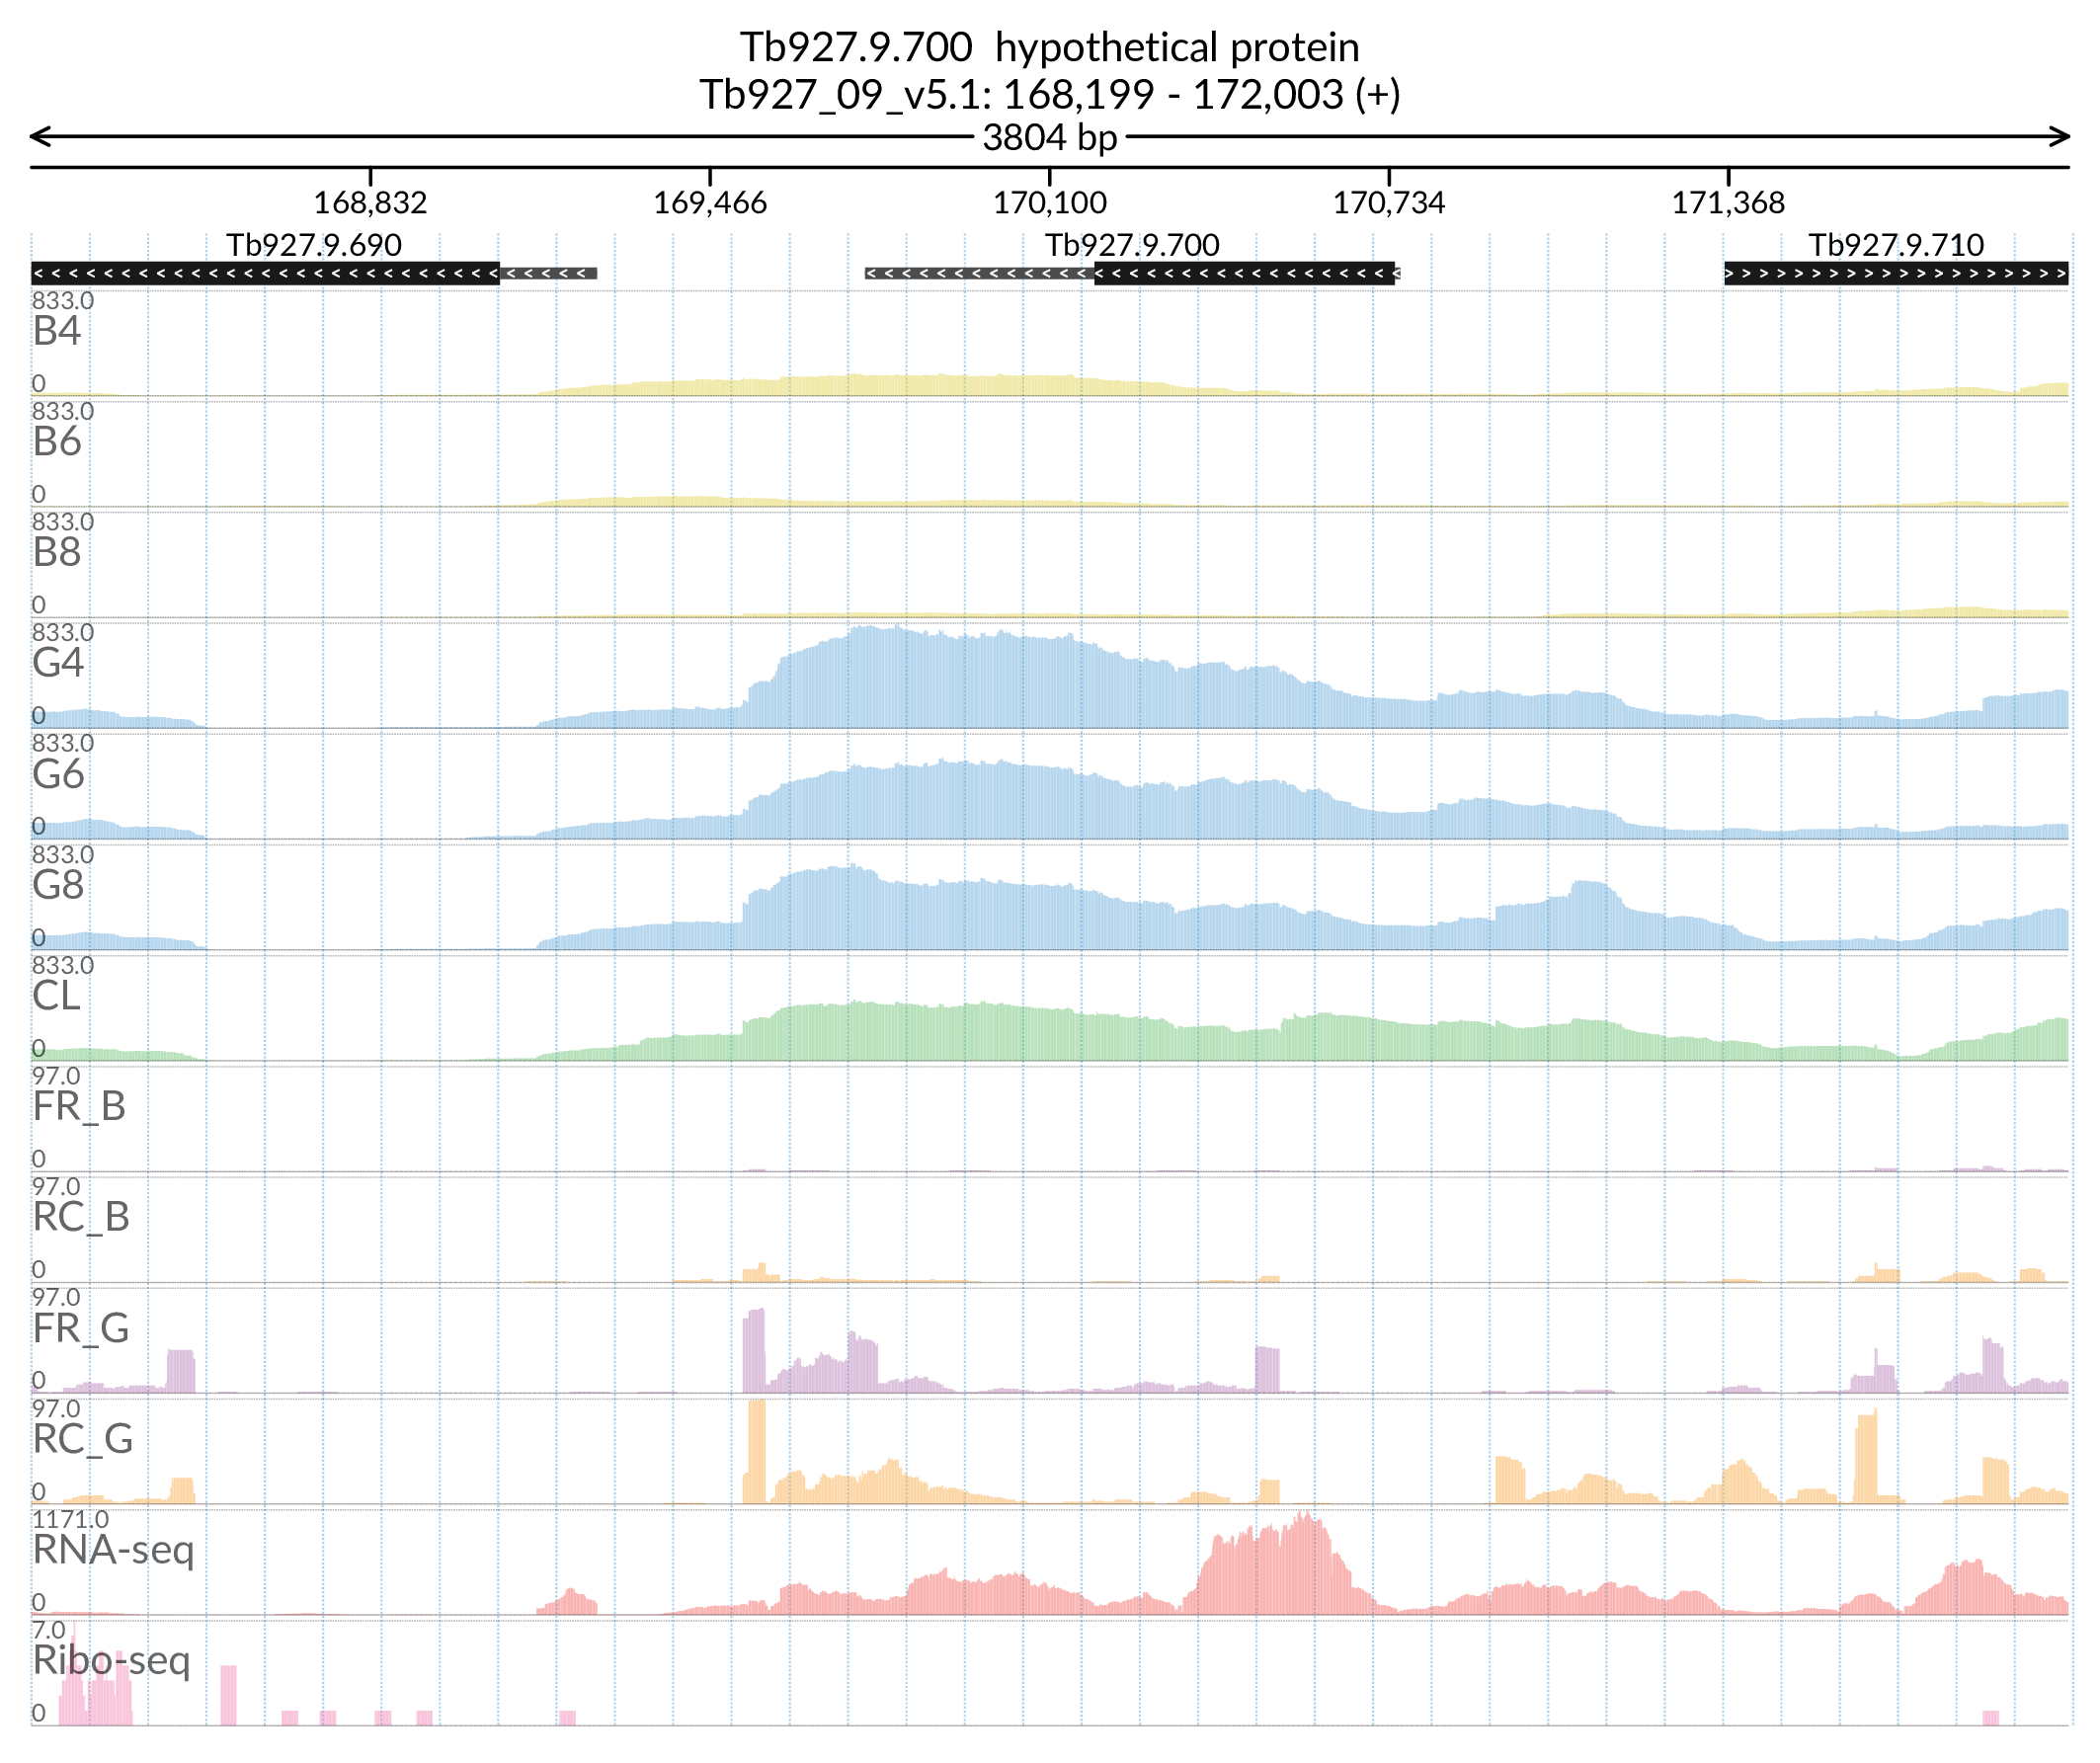 Tb927.9.700 hypothetical protein
Tb927_09_v5.1: 168,199 - 172,003 (+)
3804 bp
168,832 169,466 170,100 170,734 171,368
Tb927.9.690 Tb927.9.700 Tb927.9.710
833.0
B4
0
833.0
B6
0
833.0
B8
0
833.0
G4
0
833.0
G6
0
833.0
G8
0
833.0
CL
0
97.0
FR_B
0
97.0
RC_B
0
97.0
FR_G
0
97.0
RC_G
0
1171.0
RNA-seq
0
7.0
Ribo-seq
0